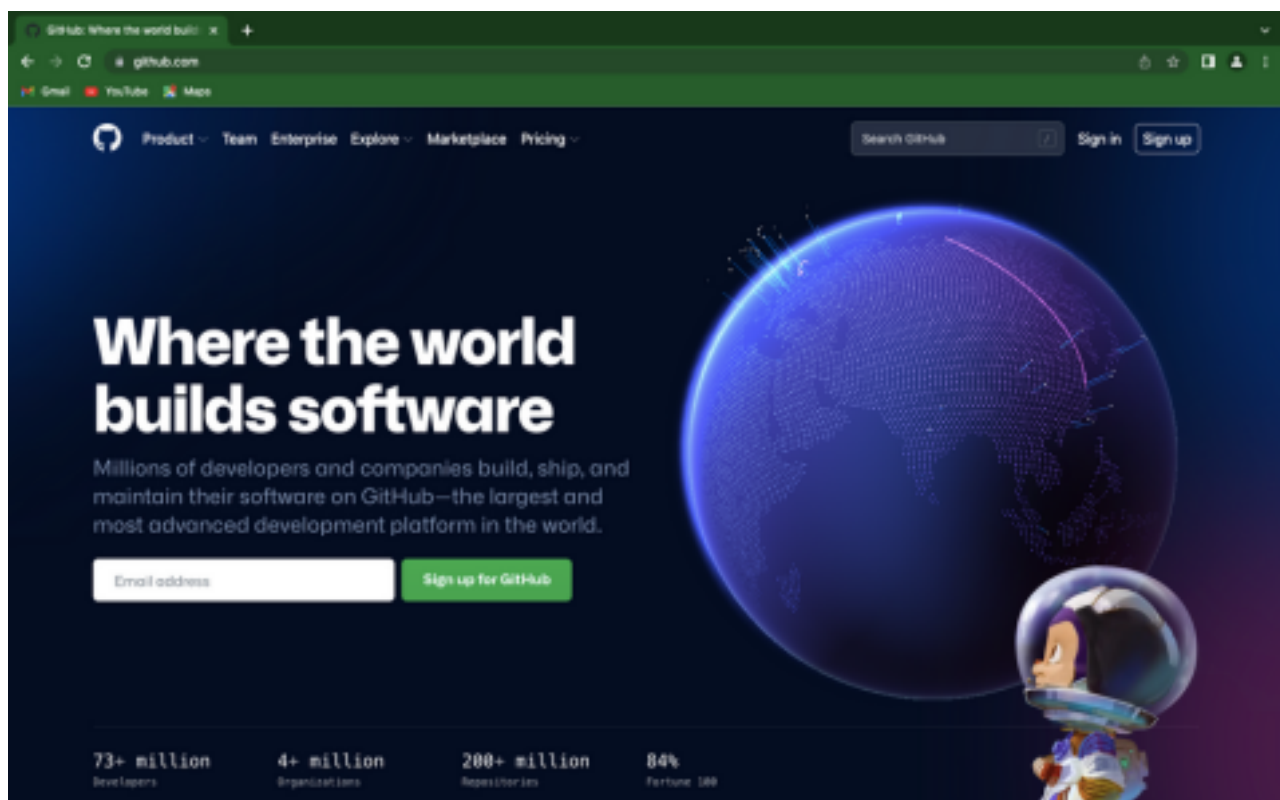 GitHub: Where the world buil
github.com
Gmail YouTube Maps
Product Team Enterprise Explore Marketplace Pricing Search GitHub / Sign in Sign up
Where the world
builds software
Millions of developers and companies build, ship, and
maintain their software on GitHub—the largest and
most advanced development platform in the world.
Email address Sign up for GitHub
73+ million 4+ million 200+ million 84%
Developers Organizations Repositories Fortune 100